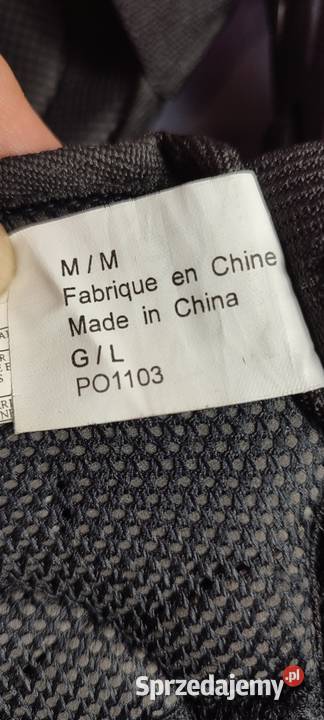 M / M
Fabrique en Chine
Made in China
G / L
PO1103
Sprzedajemy.pl